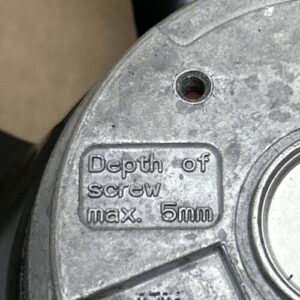 Depth of
screw
max. 5mm